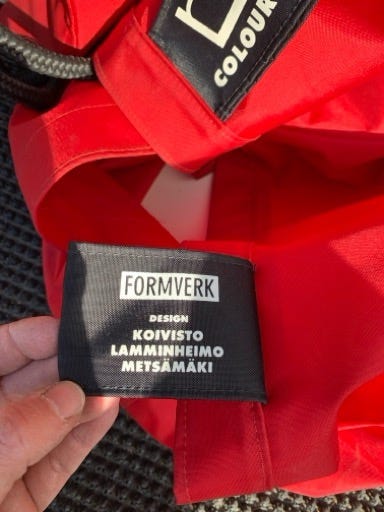 COLOUR
FORMVERK
DESIGN
KOIVISTO
LAMMINHEIMO
METSÄMÄKI